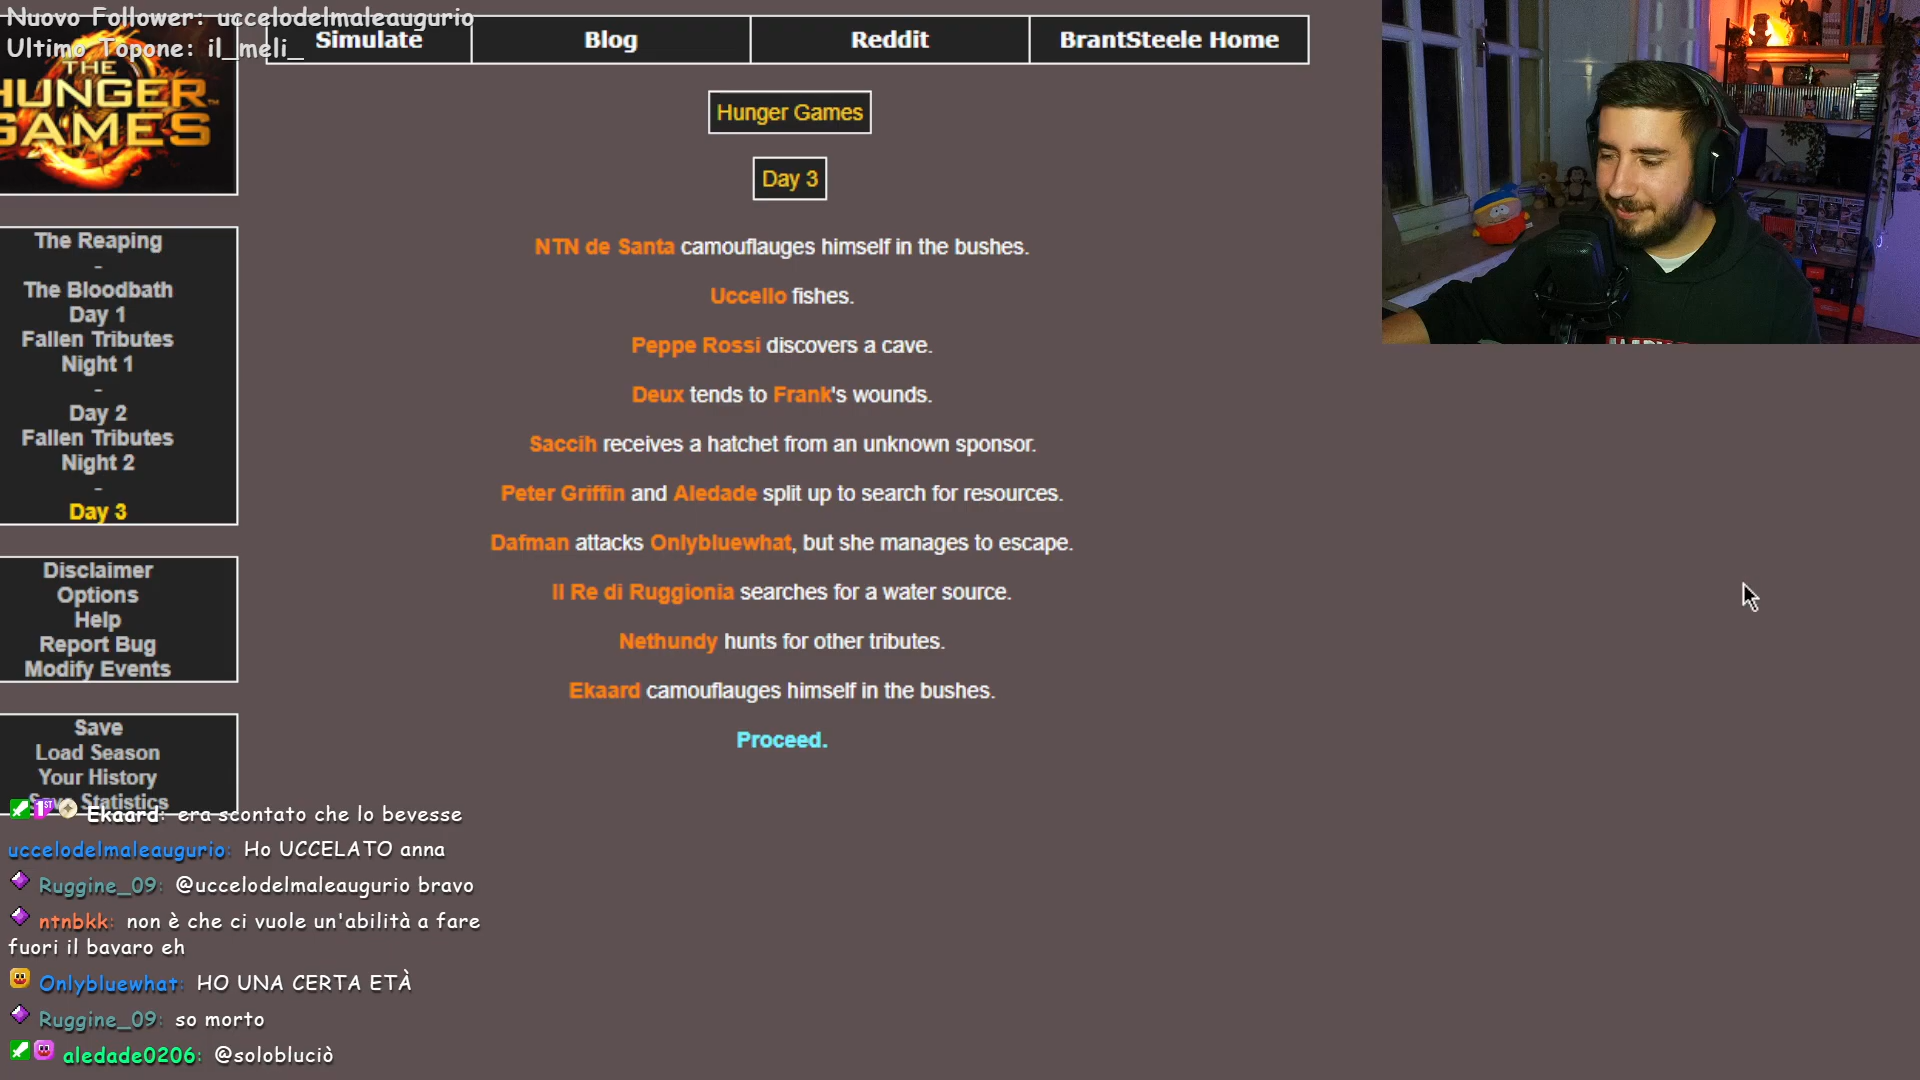 Nuovo Follower: uccelodelmaleaugurio
Ultimo Topone: il_meli_
THE
HUNGER
GAMES
Simulate
Blog
Reddit
BrantSteele Home
Hunger Games
Day 3
The Reaping
-
The Bloodbath
Day 1
Fallen Tributes
Night 1
-
Day 2
Fallen Tributes
Night 2
-
Day 3
Disclaimer
Options
Help
Report Bug
Modify Events
Save
Load Season
Your History
Save Statistics
NTN de Santa camouflauges himself in the bushes.
Uccello fishes.
Peppe Rossi discovers a cave.
Deux tends to Frank's wounds.
Saccih receives a hatchet from an unknown sponsor.
Peter Griffin and Aledade split up to search for resources.
Dafman attacks Onlybluewhat, but she manages to escape.
Il Re di Ruggionia searches for a water source.
Nethundy hunts for other tributes.
Ekaard camouflauges himself in the bushes.
Proceed.
1ST Ekaard: era scontato che lo bevesse
uccelodelmaleaugurio: Ho UCCELATO anna
Ruggine_09: @uccelodelmaleaugurio bravo
ntnbkk: non è che ci vuole un'abilità a fare
fuori il bavaro eh
Onlybluewhat: HO UNA CERTA ETÀ
Ruggine_09: so morto
aledade0206: @solobluciò